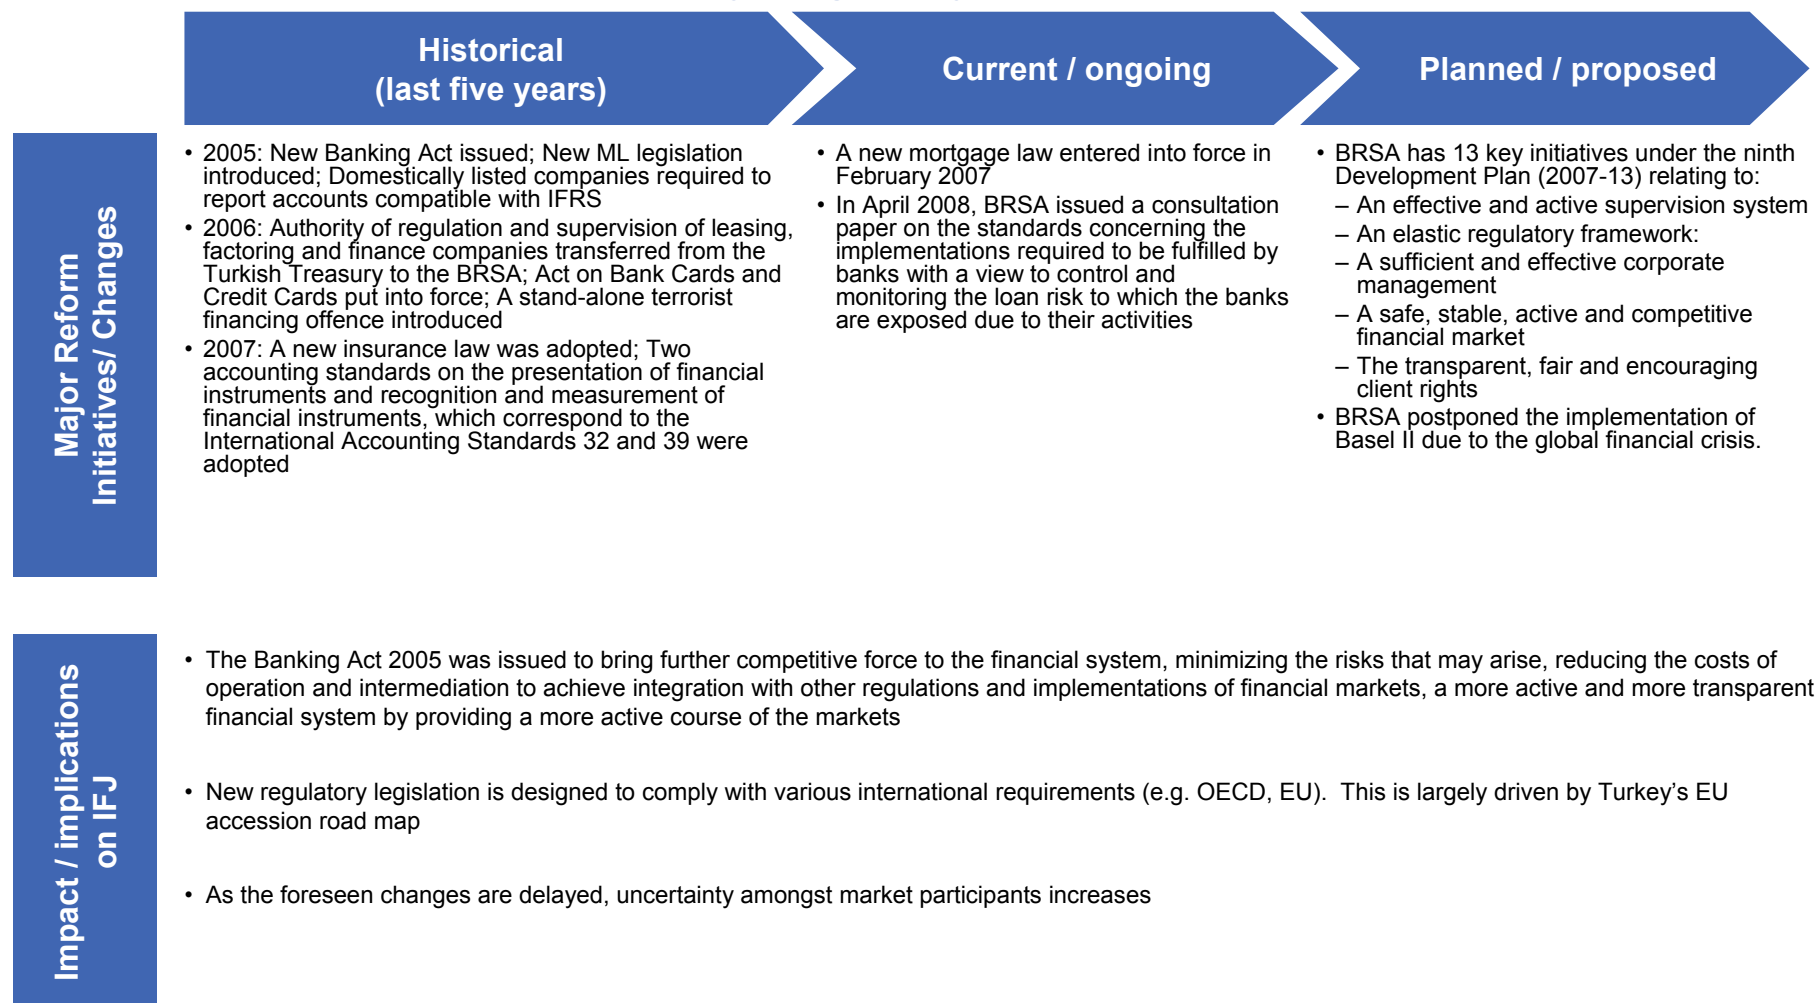 Historical
(last five years)
Current / ongoing
Planned / proposed
Major Reform
Initiatives/ Changes
• 2005: New Banking Act issued; New ML legislation
introduced; Domestically listed companies required to
report accounts compatible with IFRS
• 2006: Authority of regulation and supervision of leasing,
factoring and finance companies transferred from the
Turkish Treasury to the BRSA; Act on Bank Cards and
Credit Cards put into force; A stand-alone terrorist
financing offence introduced
• 2007: A new insurance law was adopted; Two
accounting standards on the presentation of financial
instruments and recognition and measurement of
financial instruments, which correspond to the
International Accounting Standards 32 and 39 were
adopted
• A new mortgage law entered into force in
February 2007
• In April 2008, BRSA issued a consultation
paper on the standards concerning the
implementations required to be fulfilled by
banks with a view to control and
monitoring the loan risk to which the banks
are exposed due to their activities
• BRSA has 13 key initiatives under the ninth
Development Plan (2007-13) relating to:
– An effective and active supervision system
– An elastic regulatory framework:
– A sufficient and effective corporate
management
– A safe, stable, active and competitive
financial market
– The transparent, fair and encouraging
client rights
• BRSA postponed the implementation of
Basel II due to the global financial crisis.
Impact / implications
on IFJ
• The Banking Act 2005 was issued to bring further competitive force to the financial system, minimizing the risks that may arise, reducing the costs of
operation and intermediation to achieve integration with other regulations and implementations of financial markets, a more active and more transparent
financial system by providing a more active course of the markets
• New regulatory legislation is designed to comply with various international requirements (e.g. OECD, EU).  This is largely driven by Turkey’s EU
accession road map
• As the foreseen changes are delayed, uncertainty amongst market participants increases